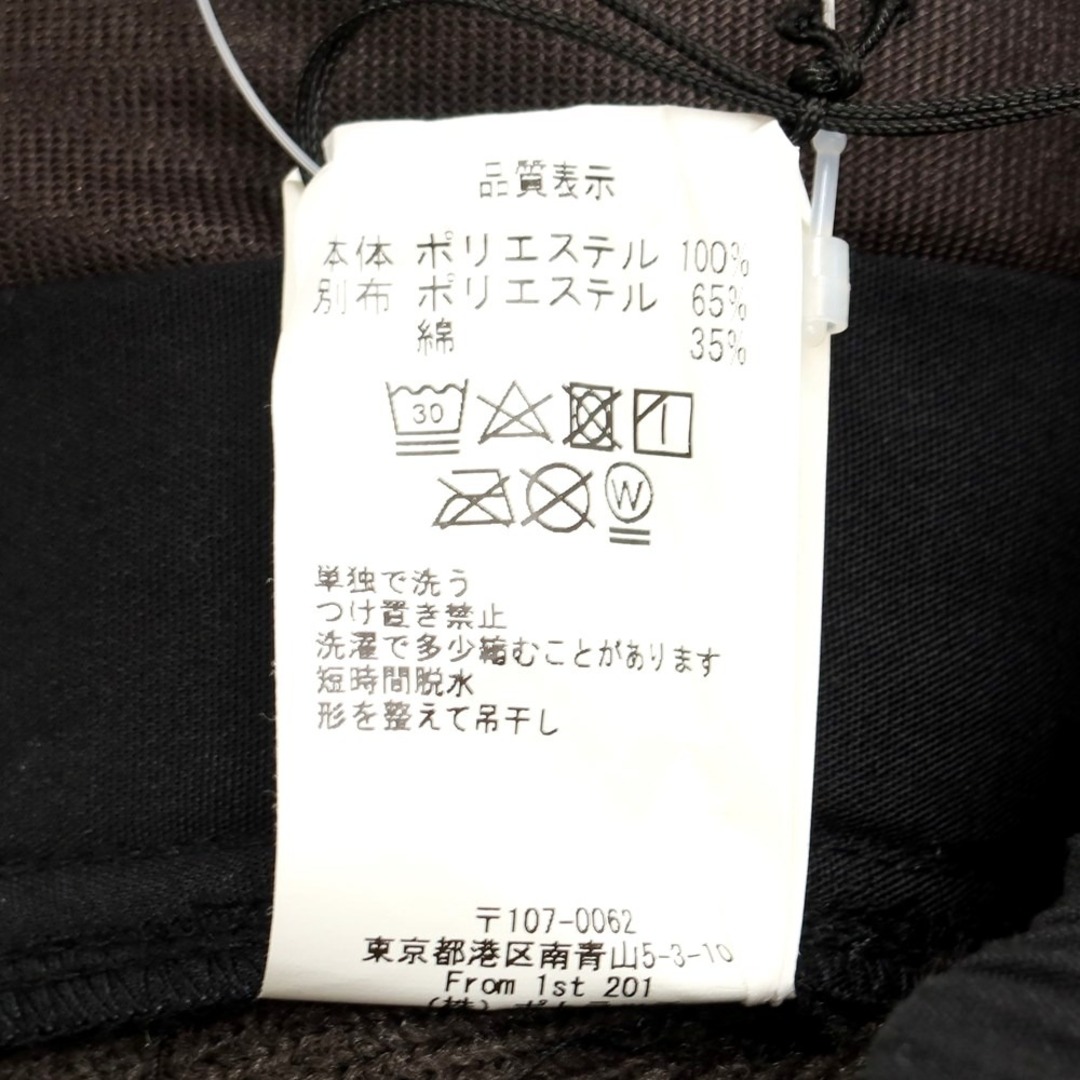 品質表示
本体 ポリエステル 100%
別布 ポリエステル 65%
綿 35%
30
W
単独で洗う
つけ置き禁止
洗濯で多少縮むことがあります
短時間脱水
形を整えて吊干し
〒107-0062
東京都港区南青山5-3-10
From 1st 201
(株)